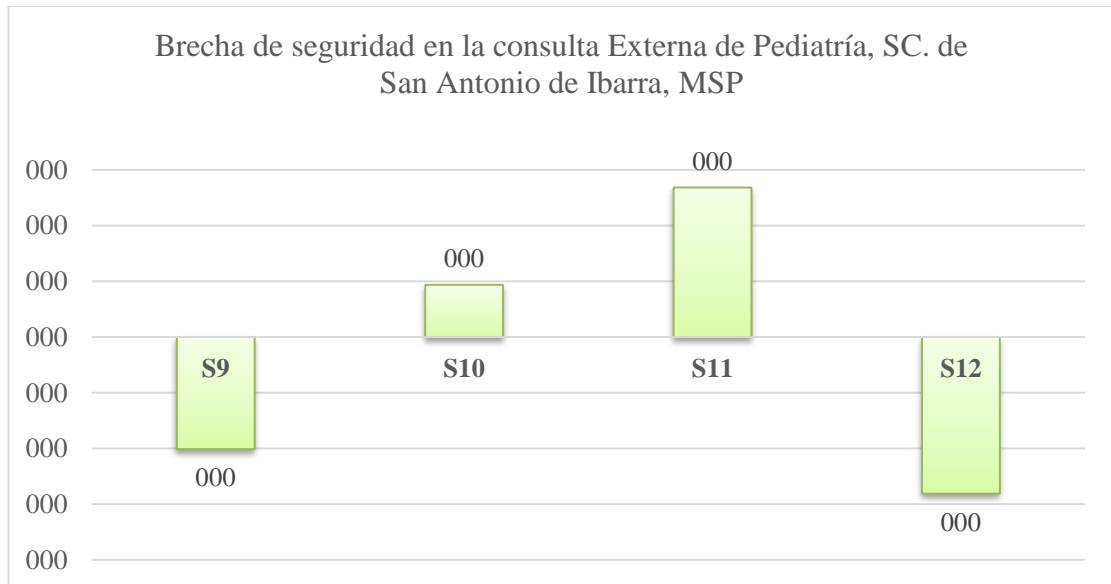 Brecha de seguridad en la consulta Externa de Pediatría, SC. de
San Antonio de Ibarra, MSP
000
000
000
000
000
000
000
000
000
000
000
000
S9
S10
S11
S12